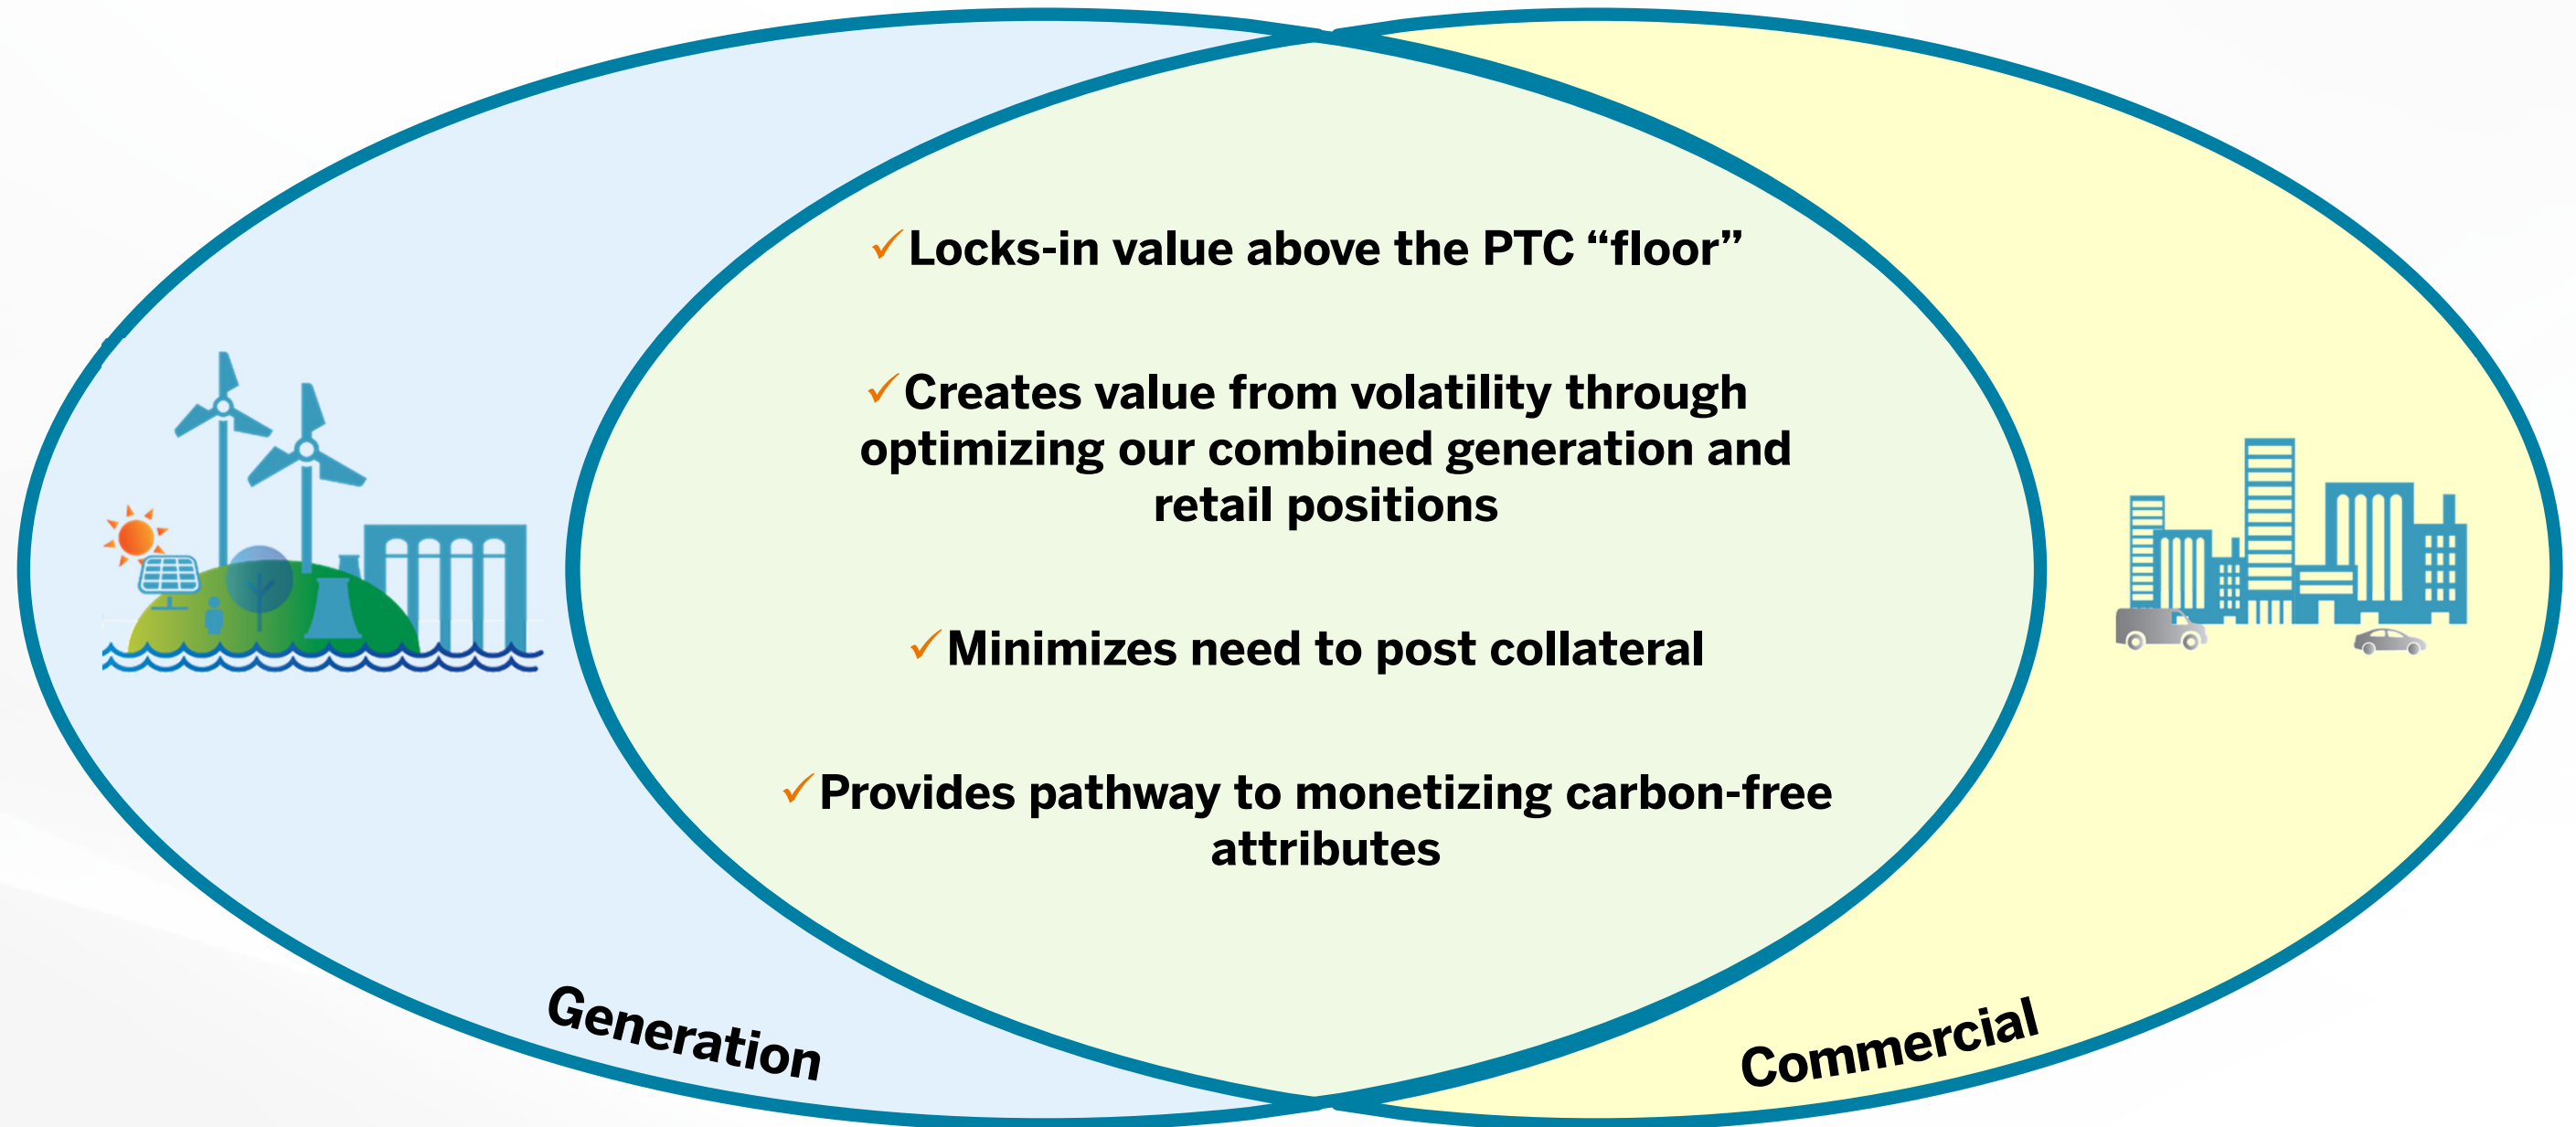 ✓Locks-in value above the PTC “floor”
✓Creates value from volatility through
optimizing our combined generation and
retail positions
✓Minimizes need to post collateral
✓Provides pathway to monetizing carbon-free
attributes
Generation
Commercial